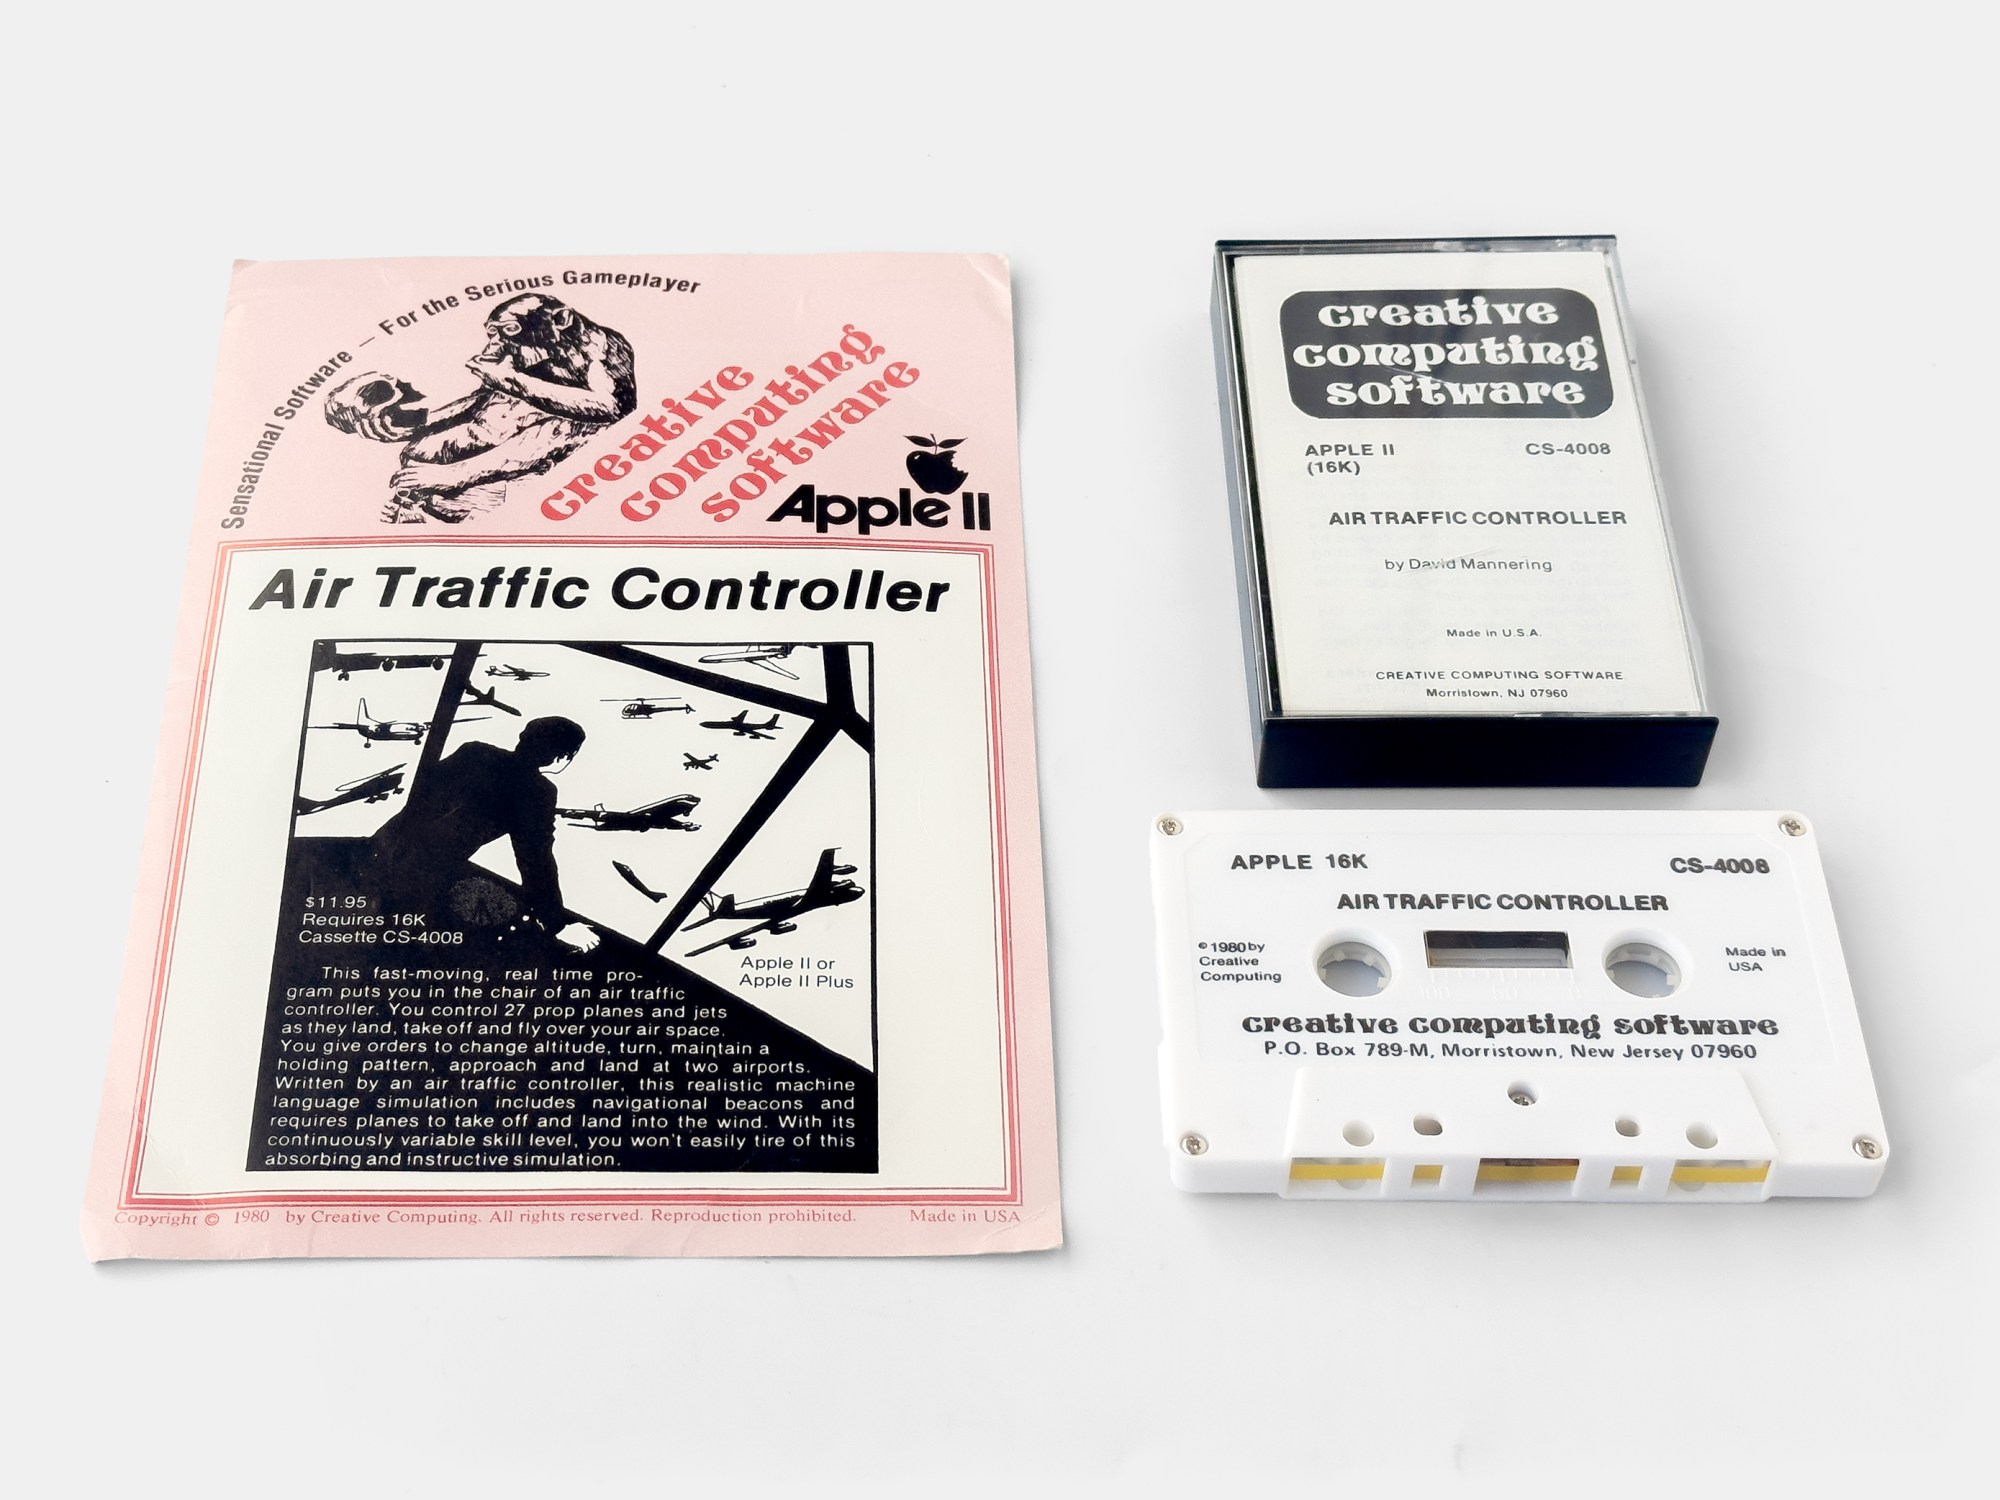 Sensational Software — For the Serious Gameplayer
creative
computing
software
Apple II
Air Traffic Controller
$11.95
Requires 16K
Cassette CS-4008
Apple II or
Apple II Plus
This fast-moving, real time pro-
gram puts you in the chair of an air traffic
controller. You control 27 prop planes and jets
as they land, take off and fly over your air space.
You give orders to change altitude, turn, maintain a
holding pattern, approach and land at two airports.
Written by an air traffic controller, this realistic machine
language simulation includes navigational beacons and
requires planes to take off and land into the wind. With its
continuously variable skill level, you won't easily tire of this
absorbing and instructive simulation.
Copyright © 1980 by Creative Computing. All rights reserved. Reproduction prohibited. Made in USA
creative
computing
software
APPLE II CS-4008
(16K)
AIR TRAFFIC CONTROLLER
by David Mannering
Made in U.S.A.
CREATIVE COMPUTING SOFTWARE
Morristown, NJ 07960
APPLE 16K CS-4008
AIR TRAFFIC CONTROLLER
© 1980 by
Creative
Computing
Made in
USA
100 50 0
creative computing software
P.O. Box 789-M, Morristown, New Jersey 07960